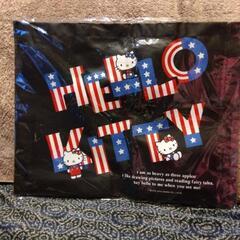 HELLO
KITTY
I am as heavy as three apples!
I like drawing pictures and reading fairy tales.
Say hello to me when you see me!